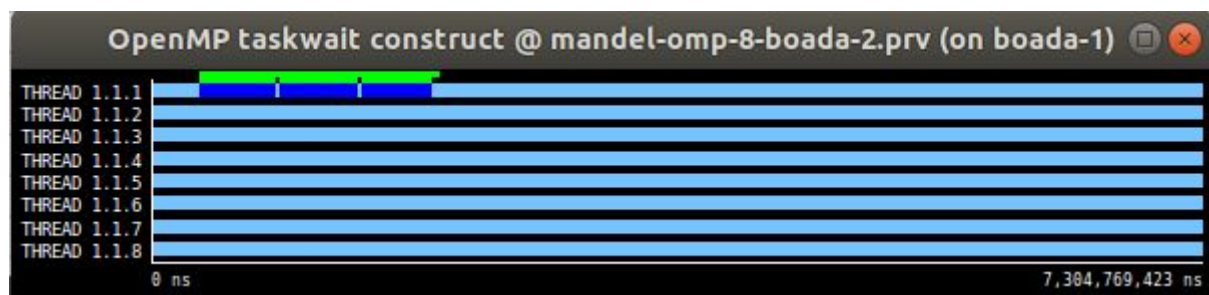 OpenMP taskwait construct @ mandel-omp-8-boada-2.prv (on boada-1)
THREAD 1.1.1
THREAD 1.1.2
THREAD 1.1.3
THREAD 1.1.4
THREAD 1.1.5
THREAD 1.1.6
THREAD 1.1.7
THREAD 1.1.8
0 ns 7,304,769,423 ns